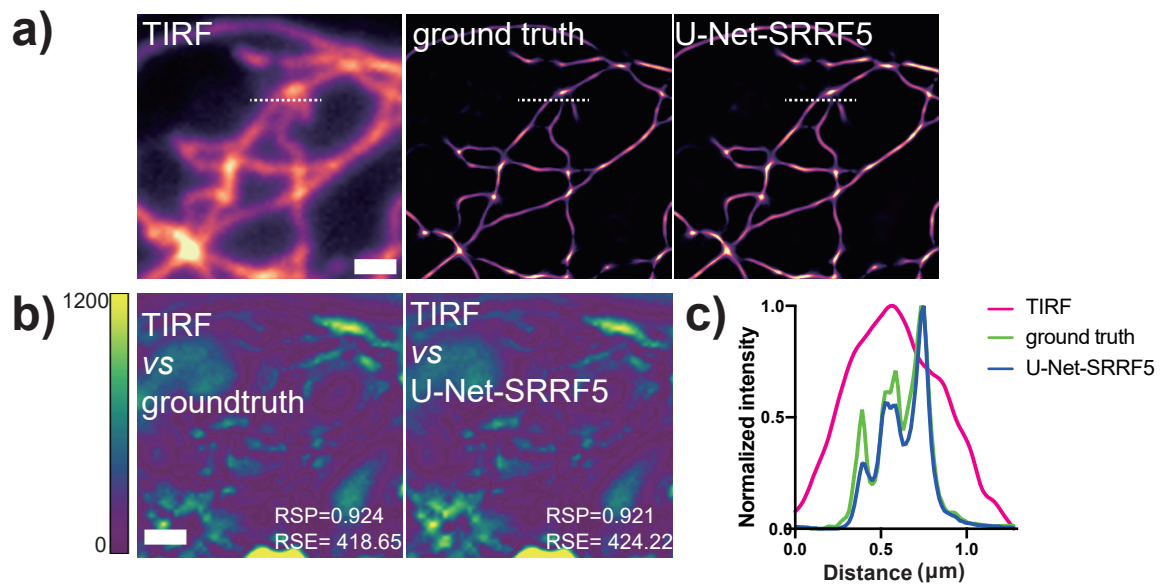 a)
TIRF
ground truth
U-Net-SRRF5
b)
1200
0
TIRF
vs
groundtruth
RSP=0.924
RSE= 418.65
TIRF
vs
U-Net-SRRF5
RSP=0.921
RSE= 424.22
c)
Normalized intensity
1.0
0.5
0.0
0.0
0.5
1.0
Distance (μm)
TIRF
ground truth
U-Net-SRRF5